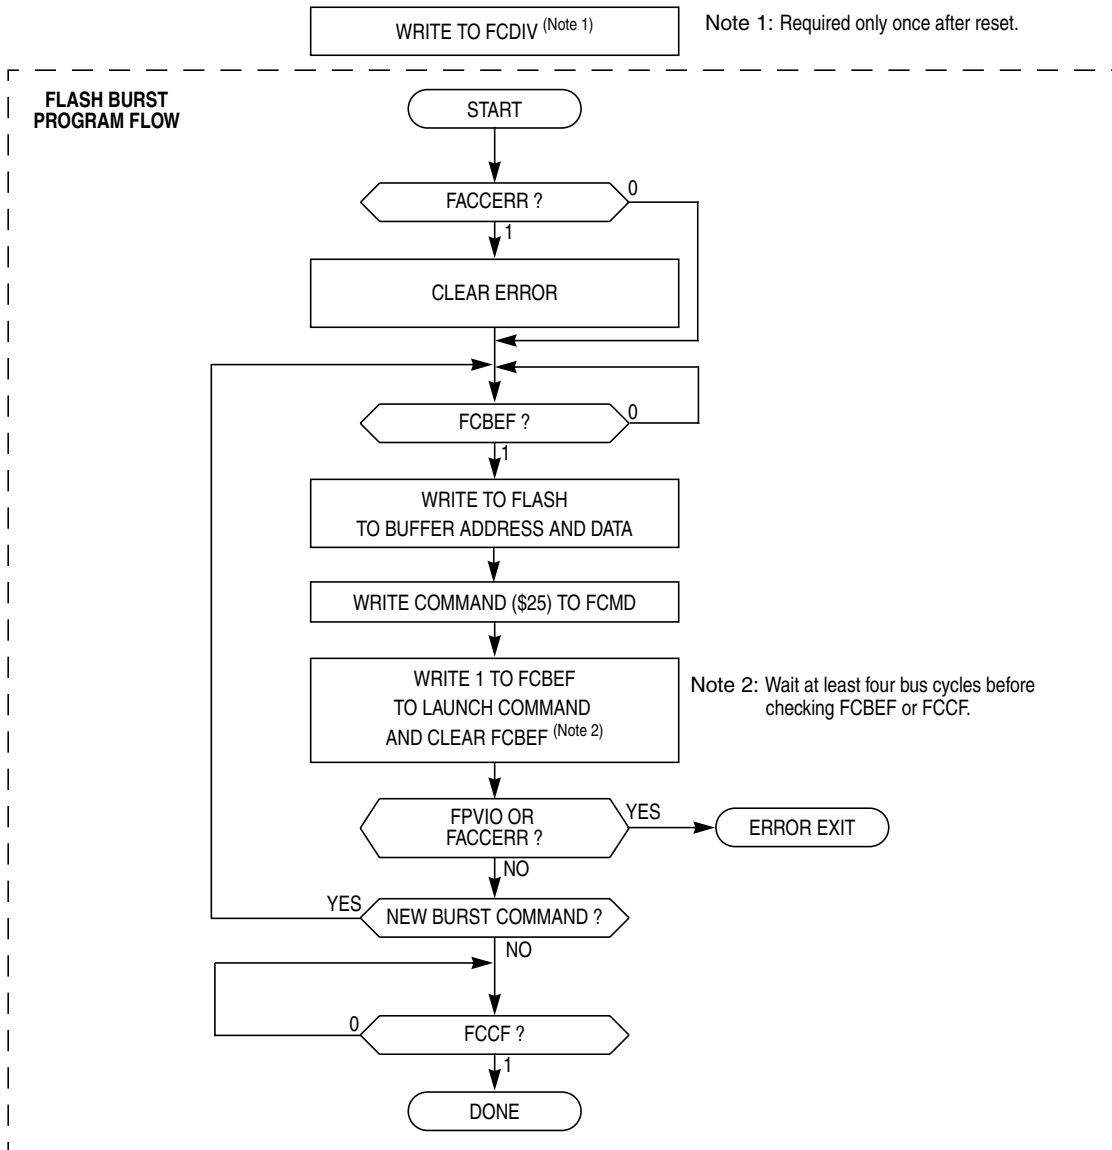 WRITE TO FCDIV (Note 1)
Note 1: Required only once after reset.
FLASH BURST
PROGRAM FLOW
START
FACCERR ?
0
1
CLEAR ERROR
FCBEF ?
0
1
WRITE TO FLASH
TO BUFFER ADDRESS AND DATA
WRITE COMMAND ($25) TO FCMD
WRITE 1 TO FCBEF
TO LAUNCH COMMAND
AND CLEAR FCBEF (Note 2)
Note 2: Wait at least four bus cycles before
checking FCBEF or FCCF.
FPVIO OR
FACCERR ?
YES
ERROR EXIT
NO
YES
NEW BURST COMMAND ?
NO
0
FCCF ?
1
DONE